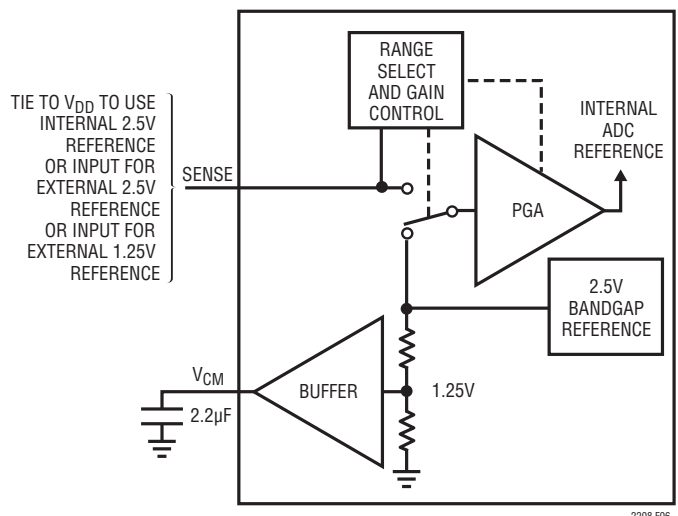 RANGE
SELECT
AND GAIN
CONTROL
TIE TO VDD TO USE
INTERNAL 2.5V
REFERENCE
OR INPUT FOR
EXTERNAL 2.5V
REFERENCE
OR INPUT FOR
EXTERNAL 1.25V
REFERENCE
SENSE
INTERNAL
ADC
REFERENCE
PGA
2.5V
BANDGAP
REFERENCE
VCM
BUFFER
1.25V
2.2µF